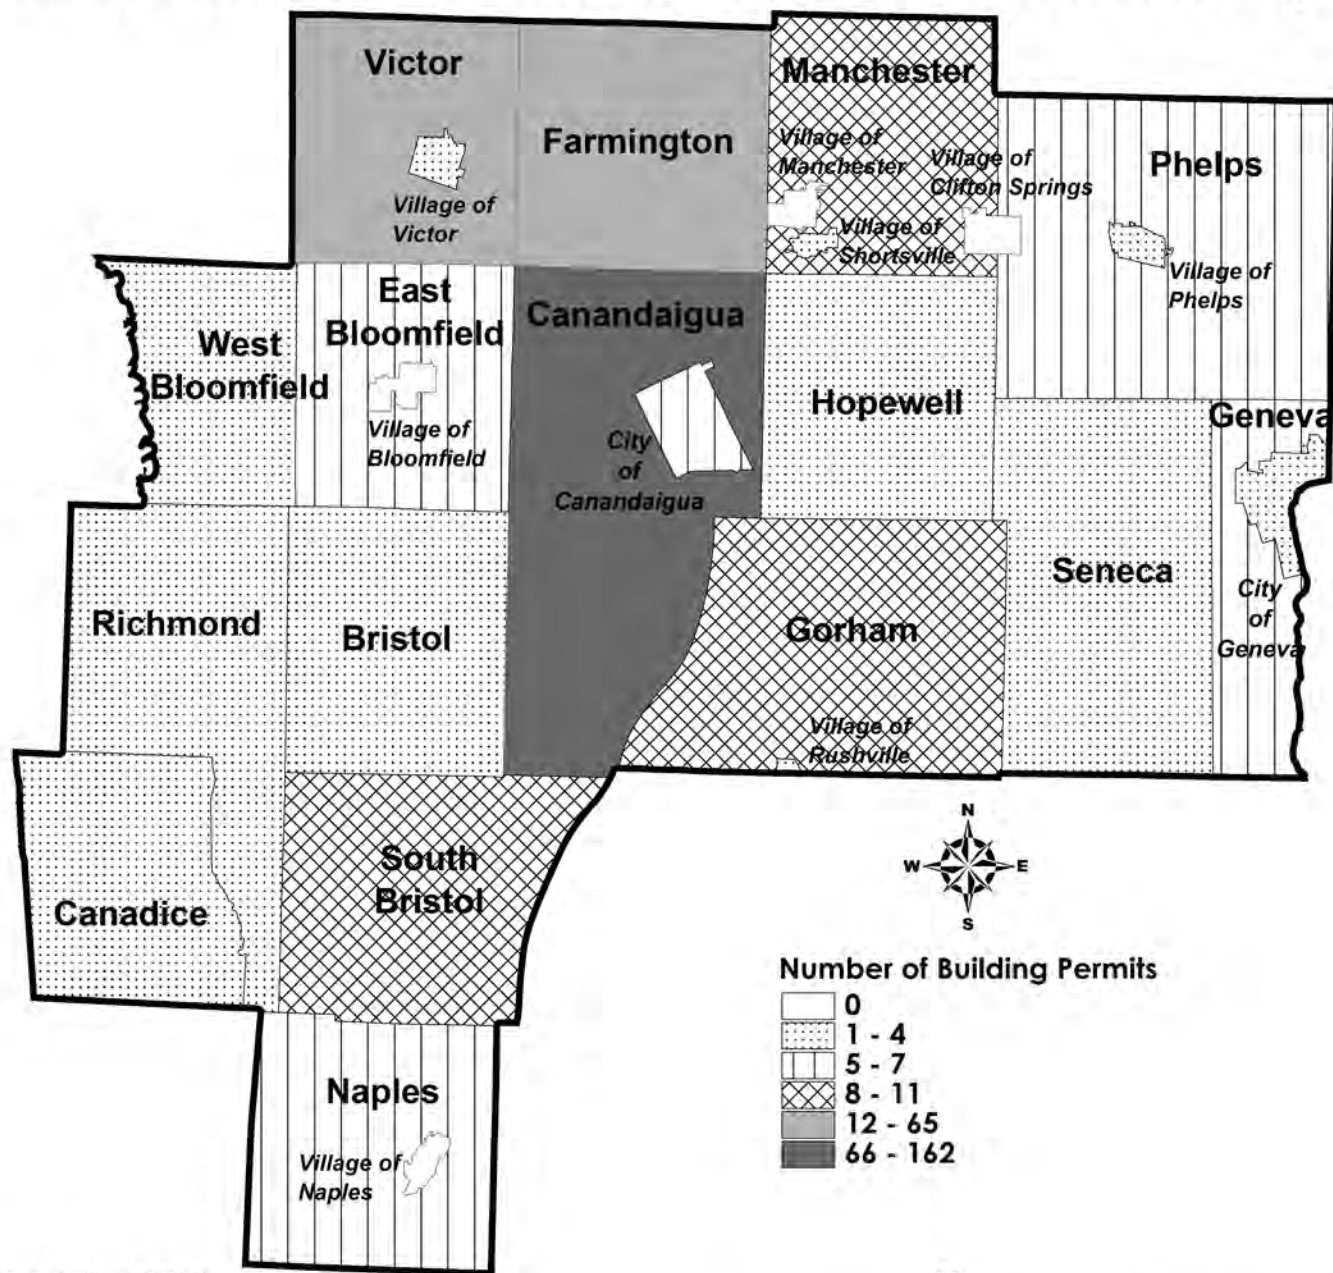 Victor
Farmington
Manchester
Village of
Manchester
Village of
Clifton Springs
Phelps
Village of
Victor
Village of
Shortsville
Village of
Phelps
East
Bloomfield
West
Bloomfield
Canandaigua
Hopewell
Geneva
Village of
Bloomfield
City
of
Canandaigua
Richmond
Bristol
Gorham
Seneca
City
of
Geneva
Village of
Rushville
South
Bristol
Canadice
N
W
E
S
Number of Building Permits
0
1 - 4
5 - 7
8 - 11
12 - 65
66 - 162
Naples
Village of
Naples